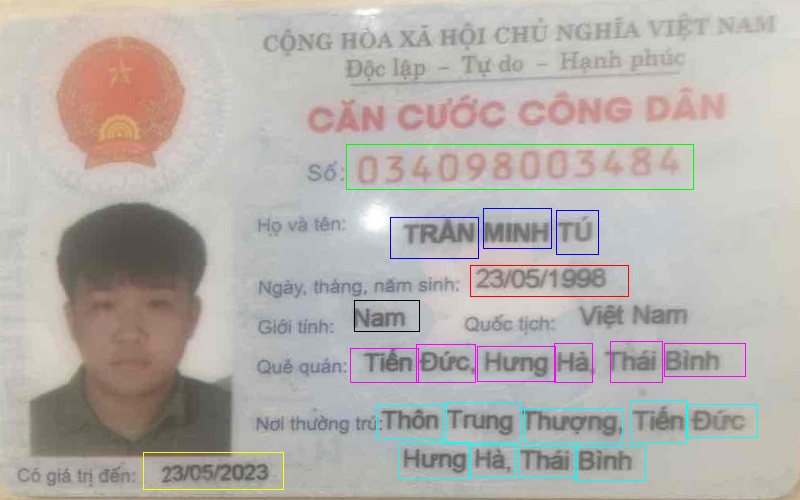 CỘNG HÒA XÃ HỘI CHỦ NGHĨA VIỆT NAM
Độc lập – Tự do – Hạnh phúc
CĂN CƯỚC CÔNG DÂN
Số: 034098003484
Họ và tên: TRẦN MINH TÚ
Ngày, tháng, năm sinh: 23/05/1998
Giới tính: Nam Quốc tịch: Việt Nam
Quê quán: Tiến Đức, Hưng Hà, Thái Bình
Nơi thường trú: Thôn Trung Thượng, Tiến Đức
Hưng Hà, Thái Bình
Có giá trị đến: 23/05/2023